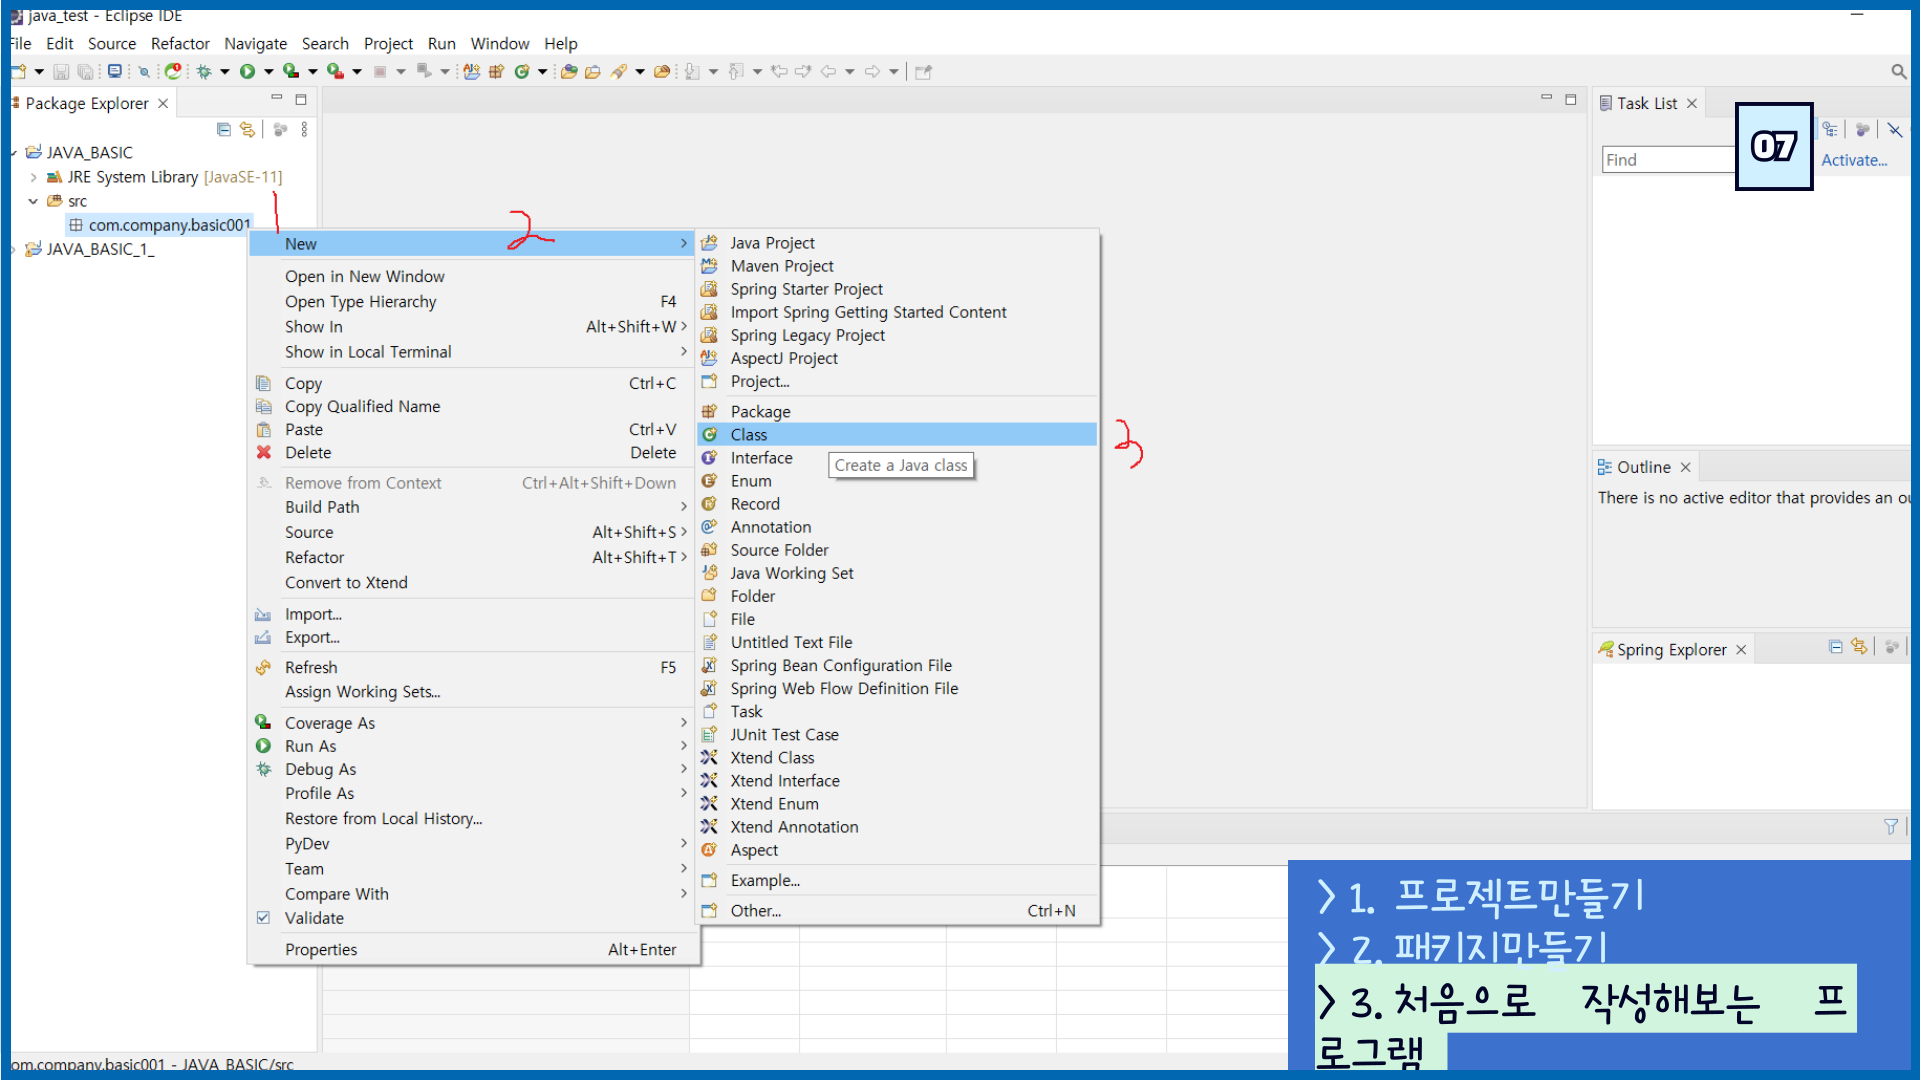 java_test - Eclipse IDE
File Edit Source Refactor Navigate Search Project Run Window Help
Package Explorer
JAVA_BASIC
JRE System Library [JavaSE-11]
src
com.company.basic001
JAVA_BASIC_1_
1
2
3
New
Open in New Window
Open Type Hierarchy F4
Show In Alt+Shift+W
Show in Local Terminal
Copy Ctrl+C
Copy Qualified Name
Paste Ctrl+V
Delete Delete
Remove from Context Ctrl+Alt+Shift+Down
Build Path
Source Alt+Shift+S
Refactor Alt+Shift+T
Convert to Xtend
Import...
Export...
Refresh F5
Assign Working Sets...
Coverage As
Run As
Debug As
Profile As
Restore from Local History...
PyDev
Team
Compare With
Validate
Properties Alt+Enter
Java Project
Maven Project
Spring Starter Project
Import Spring Getting Started Content
Spring Legacy Project
AspectJ Project
Project...
Package
Class
Interface
Create a Java class
Enum
Record
Annotation
Source Folder
Java Working Set
Folder
File
Untitled Text File
Spring Bean Configuration File
Spring Web Flow Definition File
Task
JUnit Test Case
Xtend Class
Xtend Interface
Xtend Enum
Xtend Annotation
Aspect
Example...
Other... Ctrl+N
Task List
07
Find
Activate...
Outline
There is no active editor that provides an
Spring Explorer
> 1. 프로젝트만들기
> 2. 패키지만들기
> 3. 처음으로 작성해보는 프
로그램
om.company.basic001 - JAVA_BASIC/src